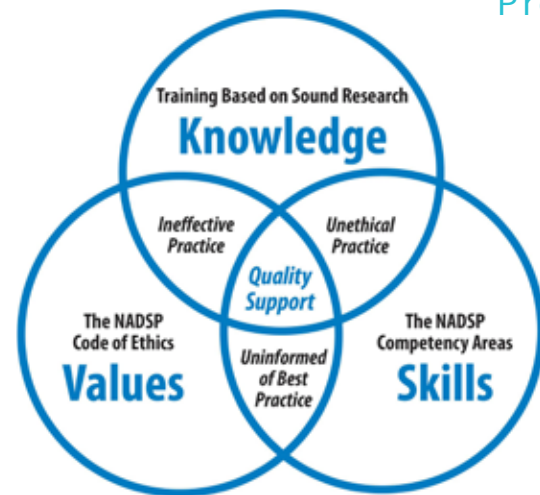 Pr
Training Based on Sound Research
Knowledge
Ineffective
Practice
Unethical
Practice
Quality
Support
The NADSP
Code of Ethics
Values
The NADSP
Competency Areas
Skills
Uninformed
of Best
Practice